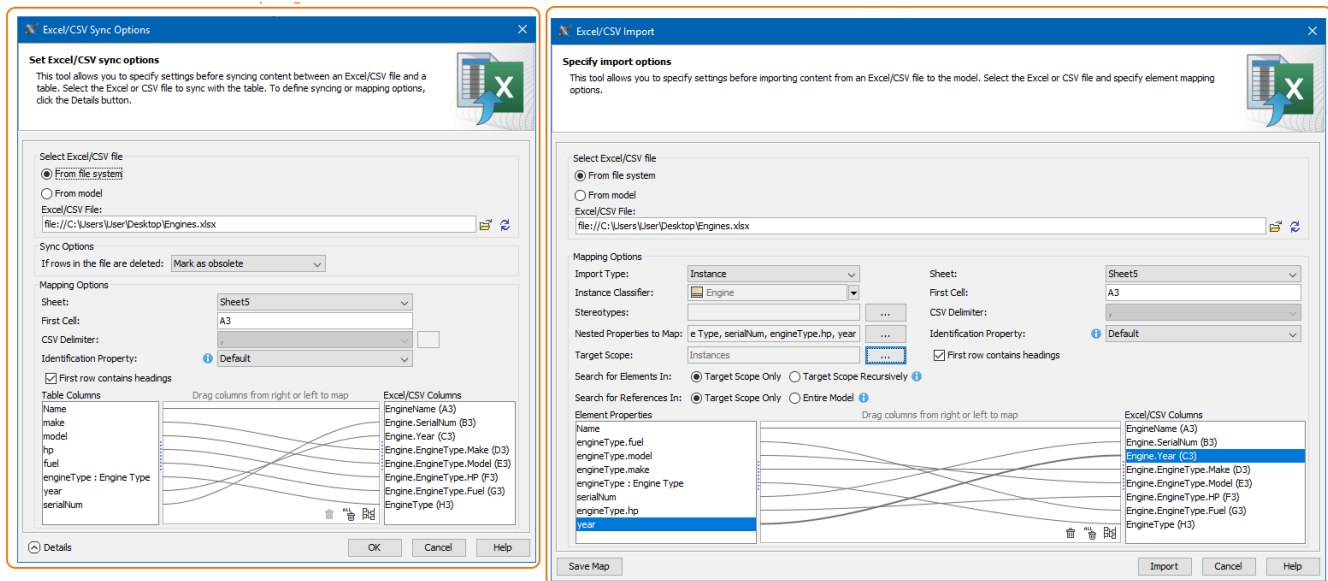 Excel/CSV Sync Options
Set Excel/CSV sync options
This tool allows you to specify settings before syncing content between an Excel/CSV file and a
table. Select the Excel or CSV file to sync with the table. To define syncing or mapping options,
click the Details button.
Select Excel/CSV file
From file system
From model
Excel/CSV File:
file://C:\Users\User\Desktop\Engines.xlsx
Sync Options
If rows in the file are deleted: Mark as obsolete
Mapping Options
Sheet: Sheet5
First Cell: A3
CSV Delimiter: ,
Identification Property: Default
First row contains headings
Table Columns Drag columns from right or left to map Excel/CSV Columns
Name EngineName (A3)
make Engine.SerialNum (B3)
model Engine.Year (C3)
hp Engine.EngineType.Make (D3)
fuel Engine.EngineType.Model (E3)
engineType : Engine Type Engine.EngineType.HP (F3)
year Engine.EngineType.Fuel (G3)
serialNum EngineType (H3)
ALL
Details OK Cancel Help
Excel/CSV Import
Specify import options
This tool allows you to specify settings before importing content from an Excel/CSV file to the model. Select the Excel or CSV file and specify element mapping
options.
Select Excel/CSV file
From file system
From model
Excel/CSV File:
file://C:\Users\User\Desktop\Engines.xlsx
Mapping Options
Import Type: Instance Sheet: Sheet5
Instance Classifier: Engine First Cell: A3
Stereotypes: ... CSV Delimiter: ,
Nested Properties to Map: e Type, serialNum, engineType.hp, year ... Identification Property: Default
Target Scope: Instances ... First row contains headings
Search for Elements In: Target Scope Only Target Scope Recursively
Search for References In: Target Scope Only Entire Model
Element Properties Drag columns from right or left to map Excel/CSV Columns
Name EngineName (A3)
engineType.fuel Engine.SerialNum (B3)
engineType.model Engine.Year (C3)
engineType.make Engine.EngineType.Make (D3)
engineType : Engine Type Engine.EngineType.Model (E3)
serialNum Engine.EngineType.HP (F3)
engineType.hp Engine.EngineType.Fuel (G3)
year EngineType (H3)
ALL
Save Map Import Cancel Help